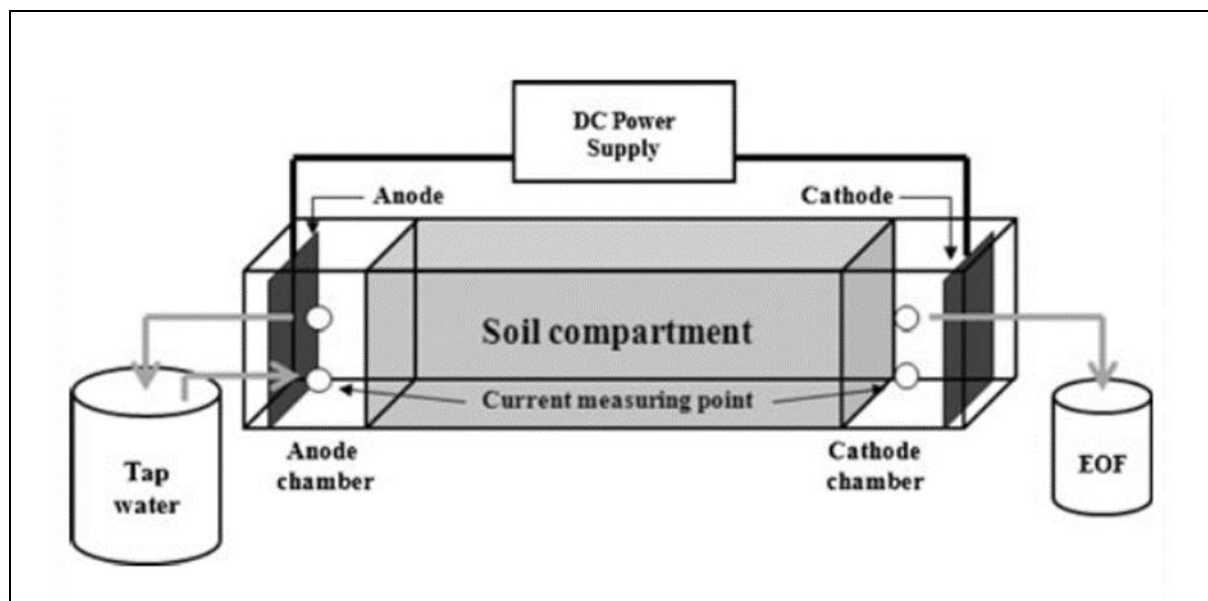 DC Power
Supply
Anode
Cathode
Soil compartment
Current measuring point
Tap
water
Anode
chamber
Cathode
chamber
EOF